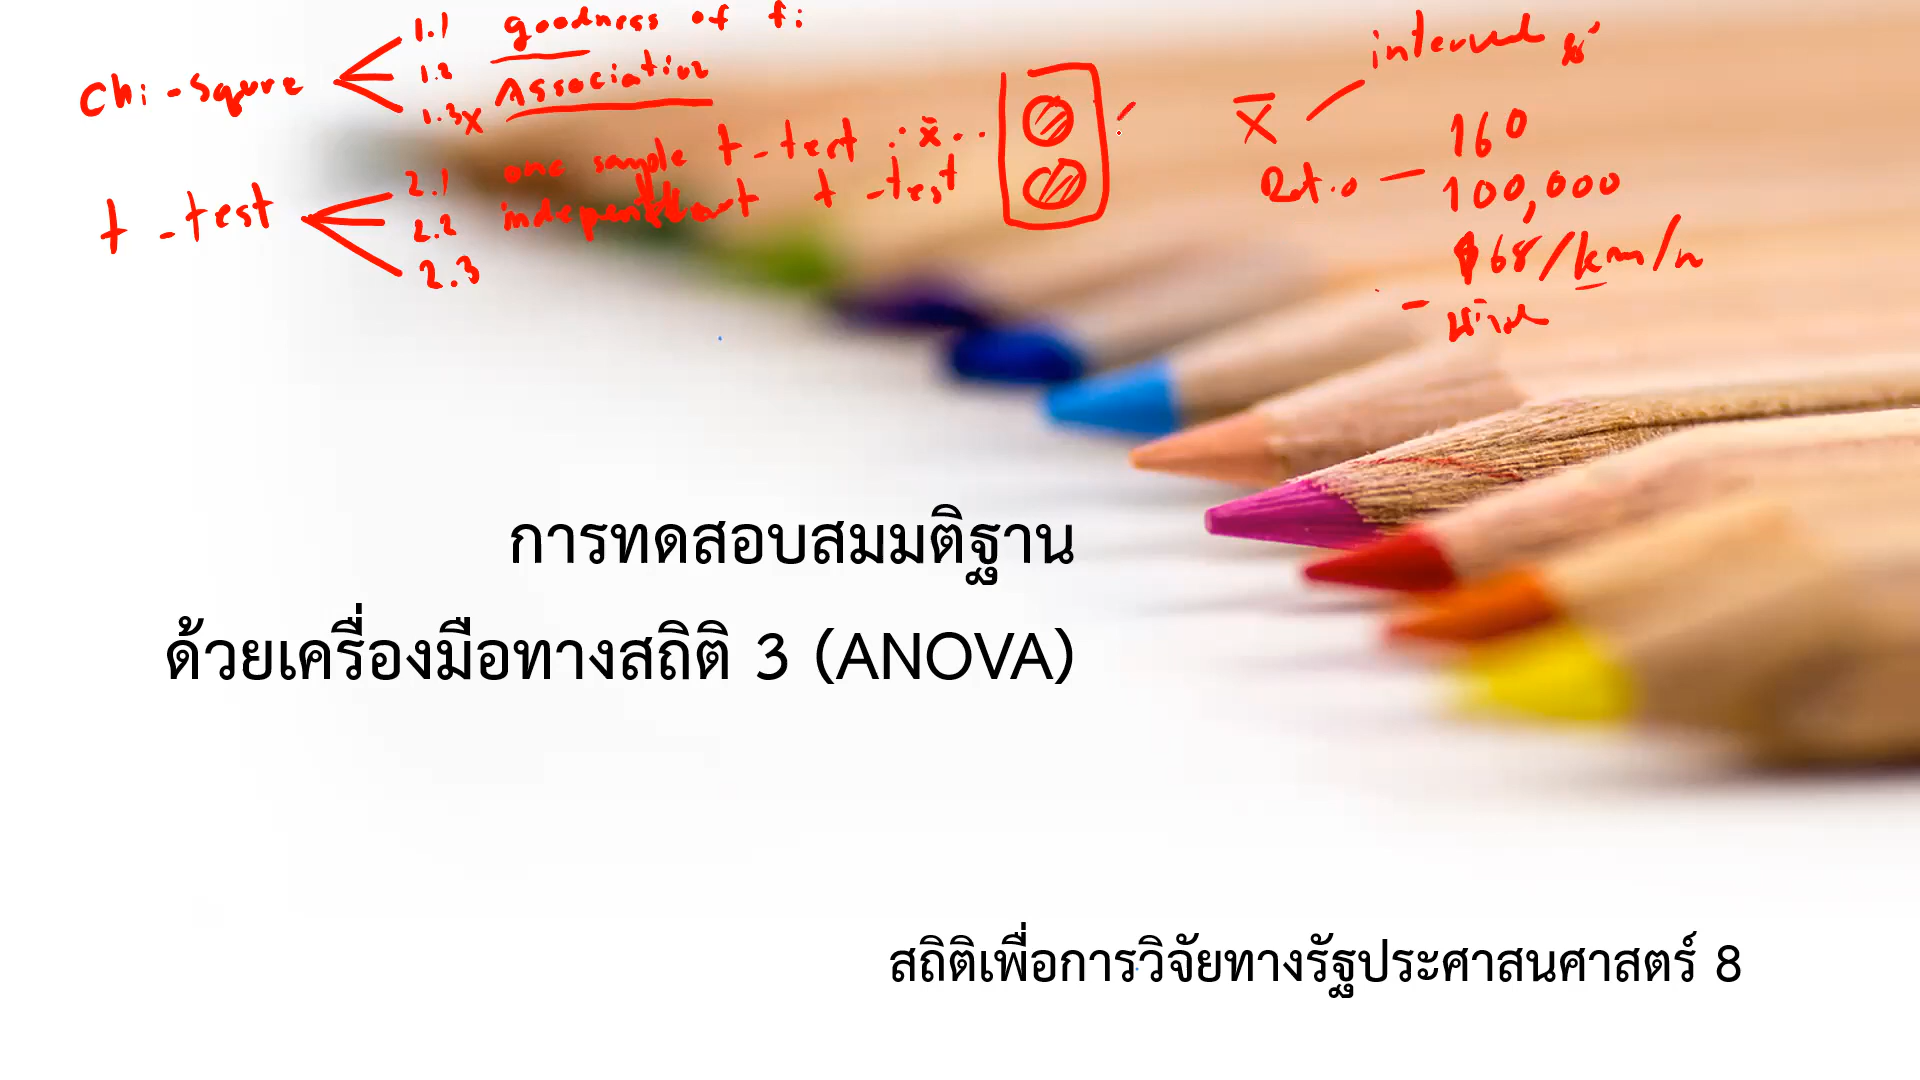 1.1 goodness of f:
chi-squre
1.2 Association
1.3x
2.1 one sample t-test : x̄..
t-test
2.2 t-test
2.3
X̄
interval
160
Ratio - 100,000
68/km/
การทดสอบสมมติฐาน
ด้วยเครื่องมือทางสถิติ 3 (ANOVA)
สถิติเพื่อการวิจัยทางรัฐประศาสนศาสตร์ 8